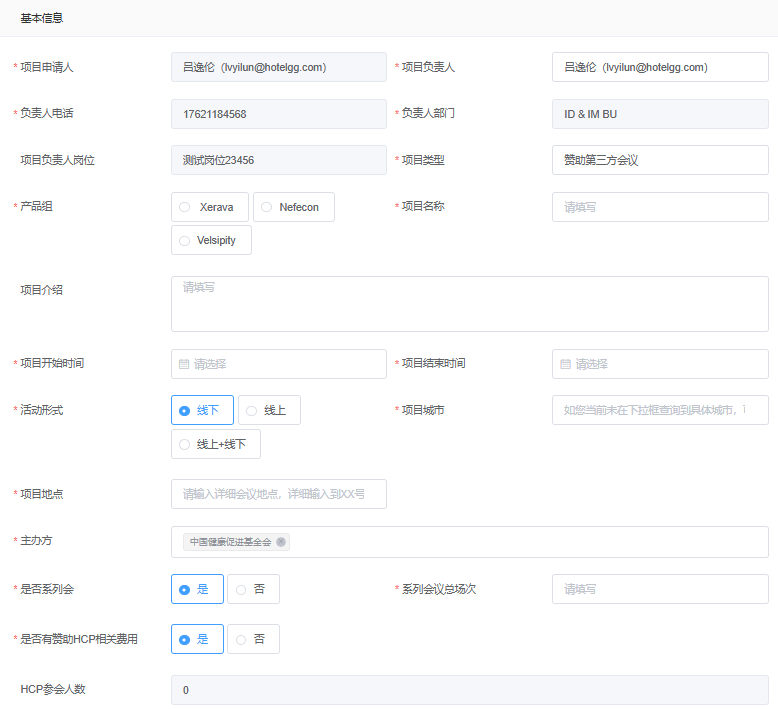 基本信息
* 项目申请人 吕逸伦（lvyilun@hotelgg.com） * 项目负责人 吕逸伦（lvyilun@hotelgg.com）
* 负责人电话 17621184568 * 负责人部门 ID & IM BU
项目负责人岗位 测试岗位23456 * 项目类型 赞助第三方会议
* 产品组 Xerava Nefecon * 项目名称 请填写
Velsipity
项目介绍 请填写
* 项目开始时间 请选择 * 项目结束时间 请选择
* 活动形式 线下 线上 * 项目城市 如您当前未在下拉框查询到具体城市，
线上+线下
* 项目地点 请输入详细会议地点，详细输入到XX号
* 主办方 中国健康促进基金会
* 是否系列会 是 否 * 系列会议总场次 请填写
* 是否有赞助HCP相关费用 是 否
HCP参会人数 0